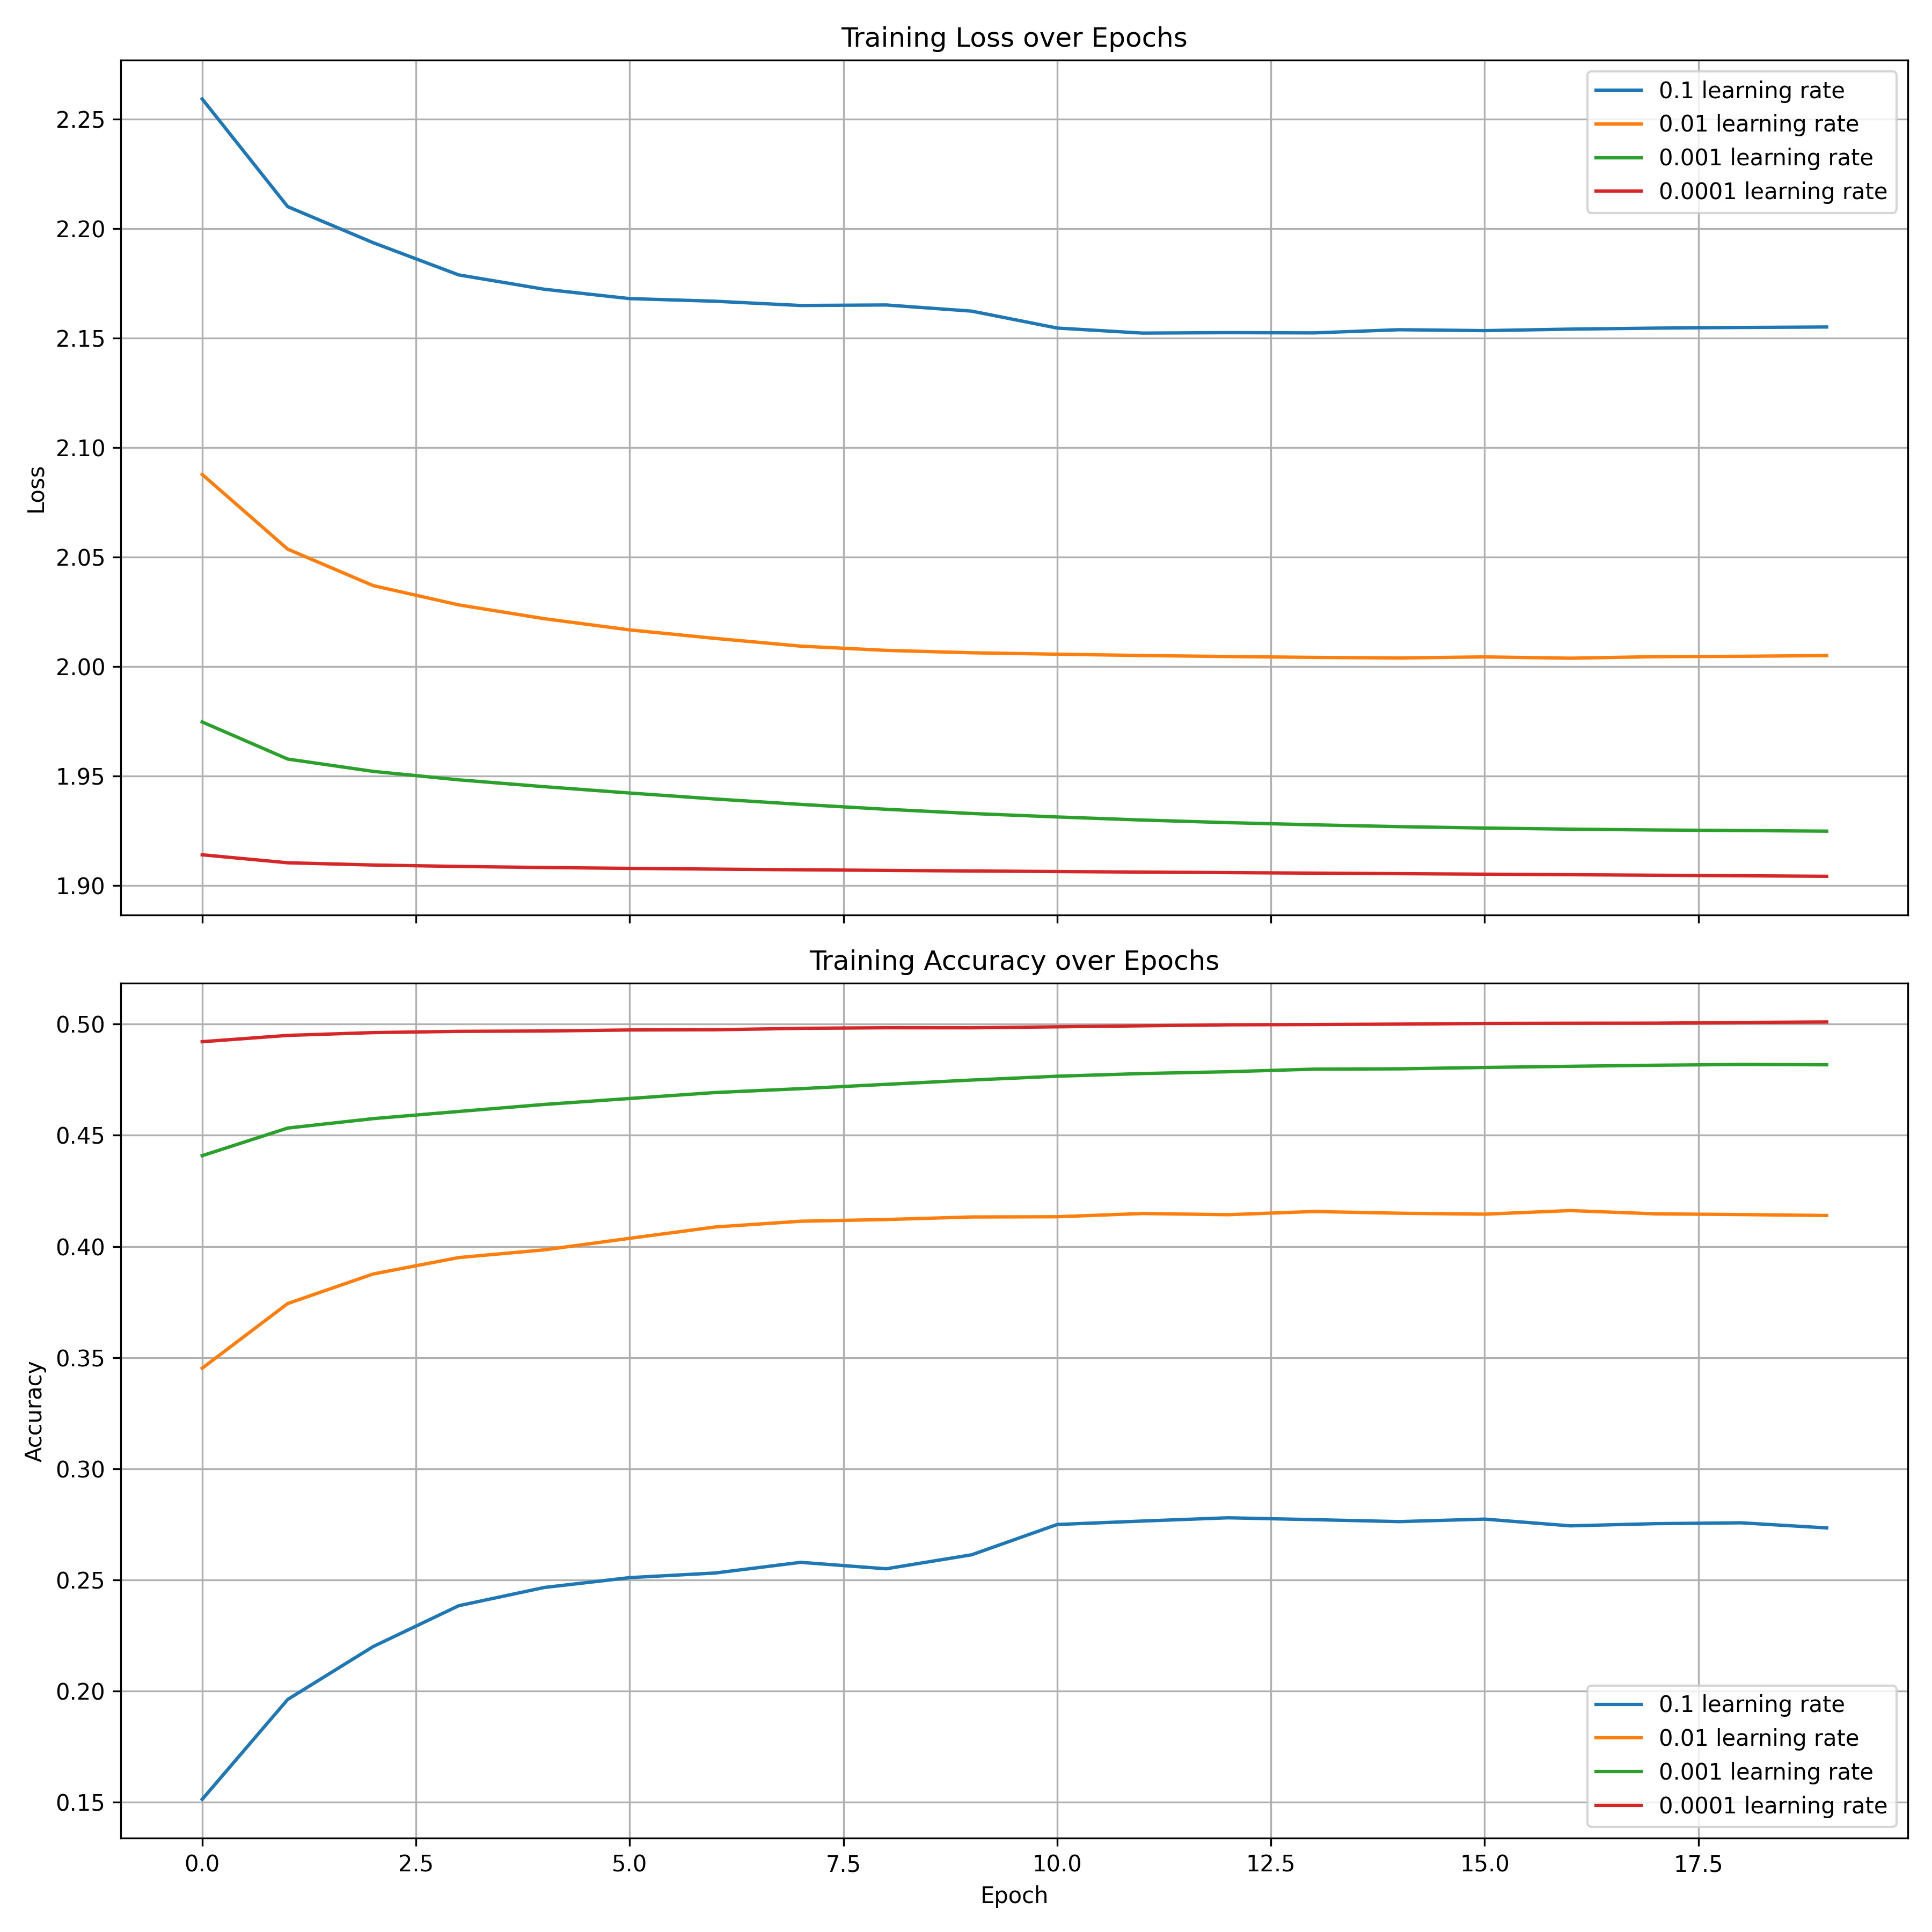 Training Loss over Epochs
2.25
2.20
2.15
2.10
2.05
2.00
1.95
1.90
Loss
0.1 learning rate
0.01 learning rate
0.001 learning rate
0.0001 learning rate
Training Accuracy over Epochs
0.50
0.45
0.40
0.35
0.30
0.25
0.20
0.15
Accuracy
0.1 learning rate
0.01 learning rate
0.001 learning rate
0.0001 learning rate
0.0 2.5 5.0 7.5 10.0 12.5 15.0 17.5
Epoch